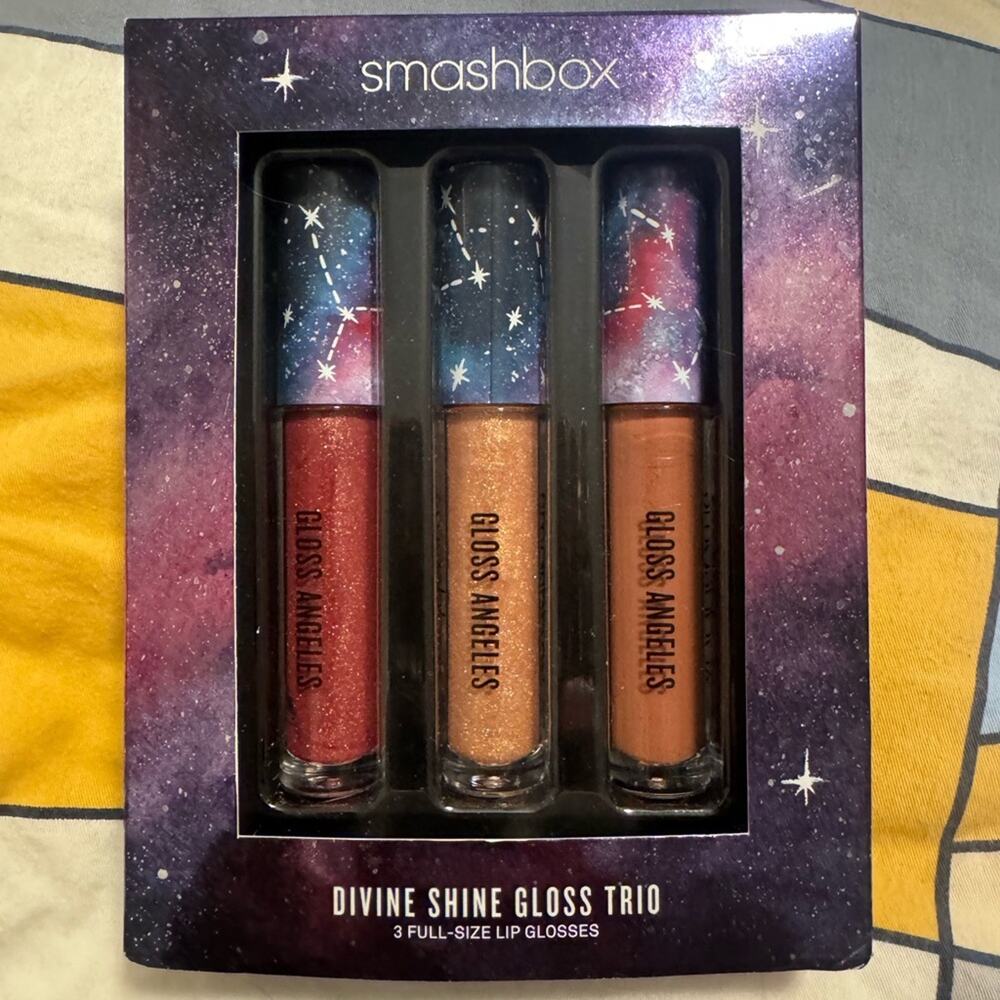 smashbox
GLOSS ANGELES
GLOSS ANGELES
GLOSS ANGELES
DIVINE SHINE GLOSS TRIO
3 FULL-SIZE LIP GLOSSES